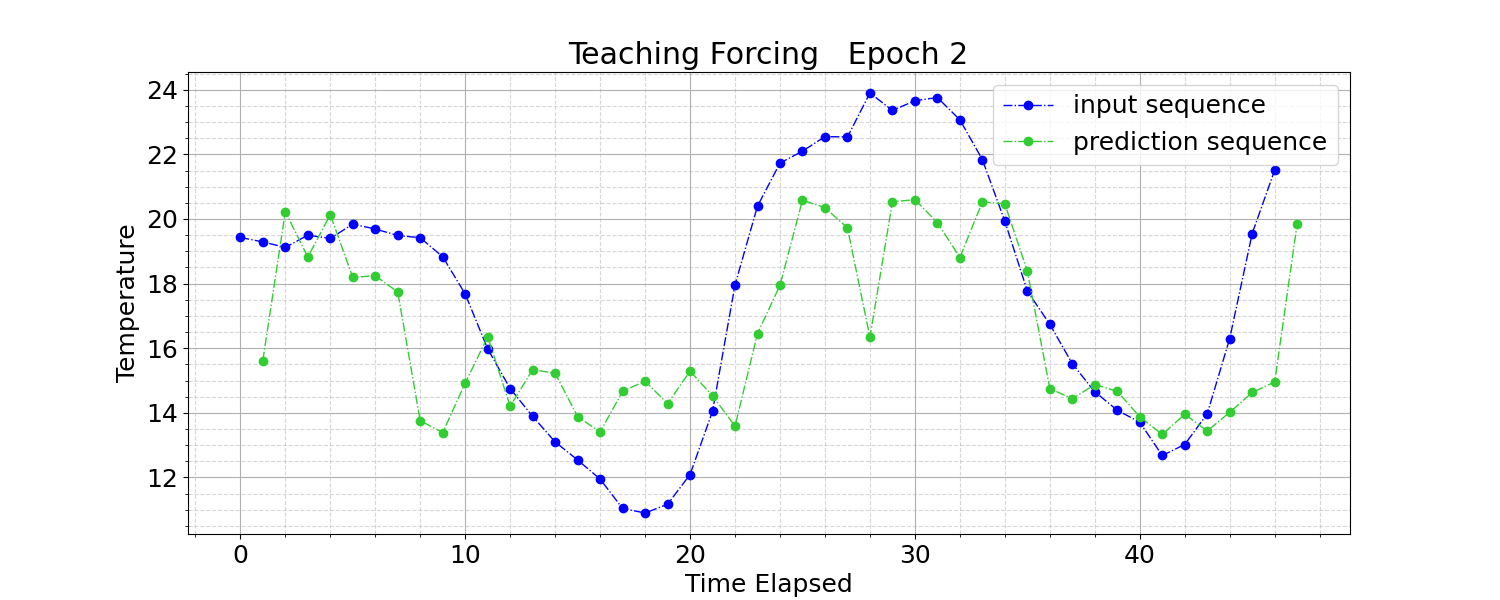 Teaching Forcing   Epoch 2
input sequence
prediction sequence
Temperature
24
22
20
18
16
14
12
0 10 20 30 40
Time Elapsed